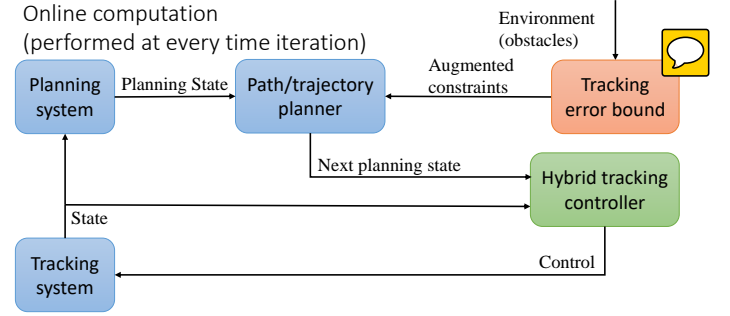 Online computation
(performed at every time iteration)
Environment
(obstacles)
Planning
system
Planning State
Path/trajectory
planner
Augmented
constraints
Tracking
error bound
Next planning state
Hybrid tracking
controller
State
Tracking
system
Control